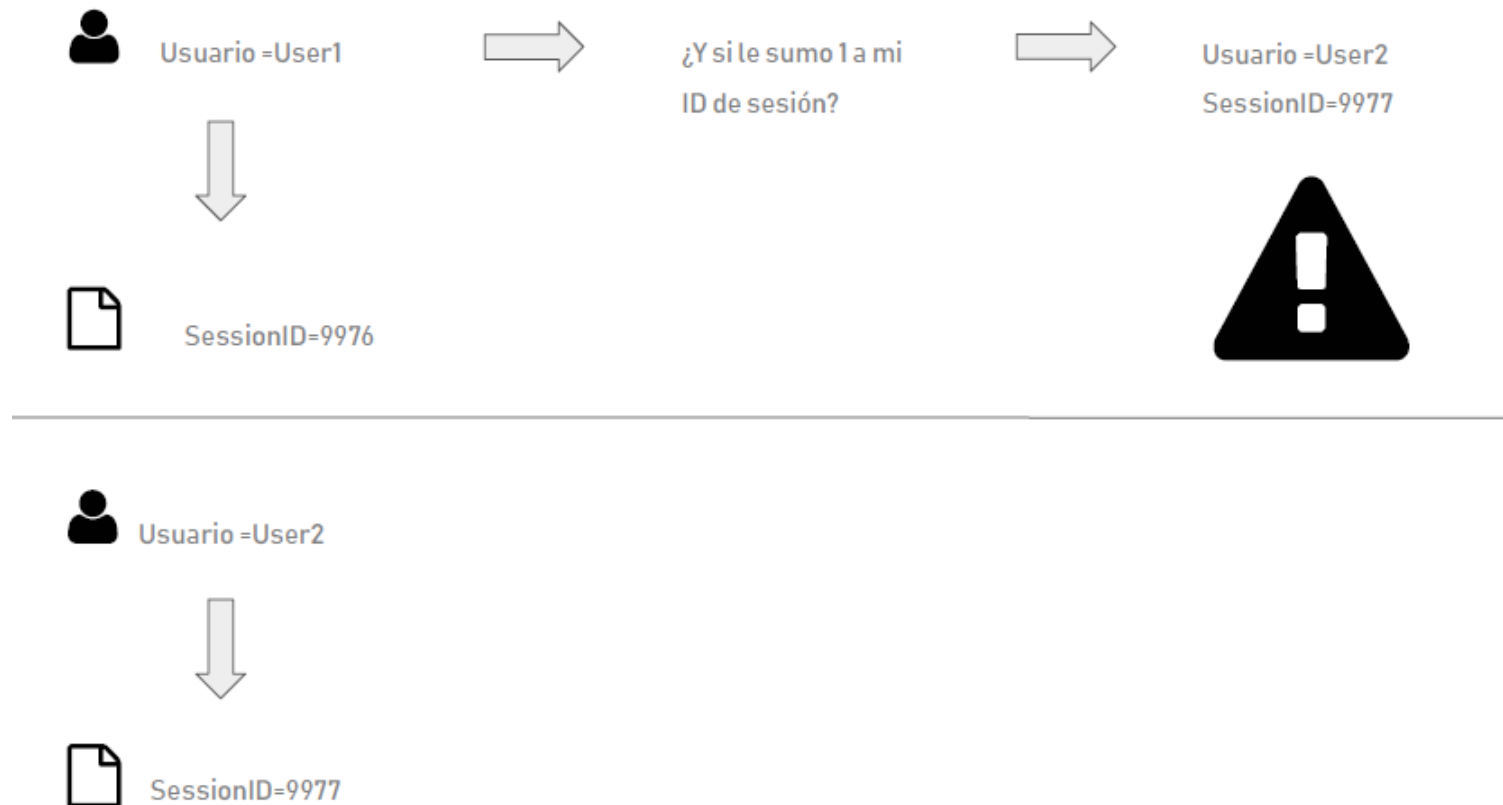 Usuario =User1
¿Y si le sumo 1 a mi
ID de sesión?
Usuario =User2
SessionID=9977
SessionID=9976
Usuario =User2
SessionID=9977